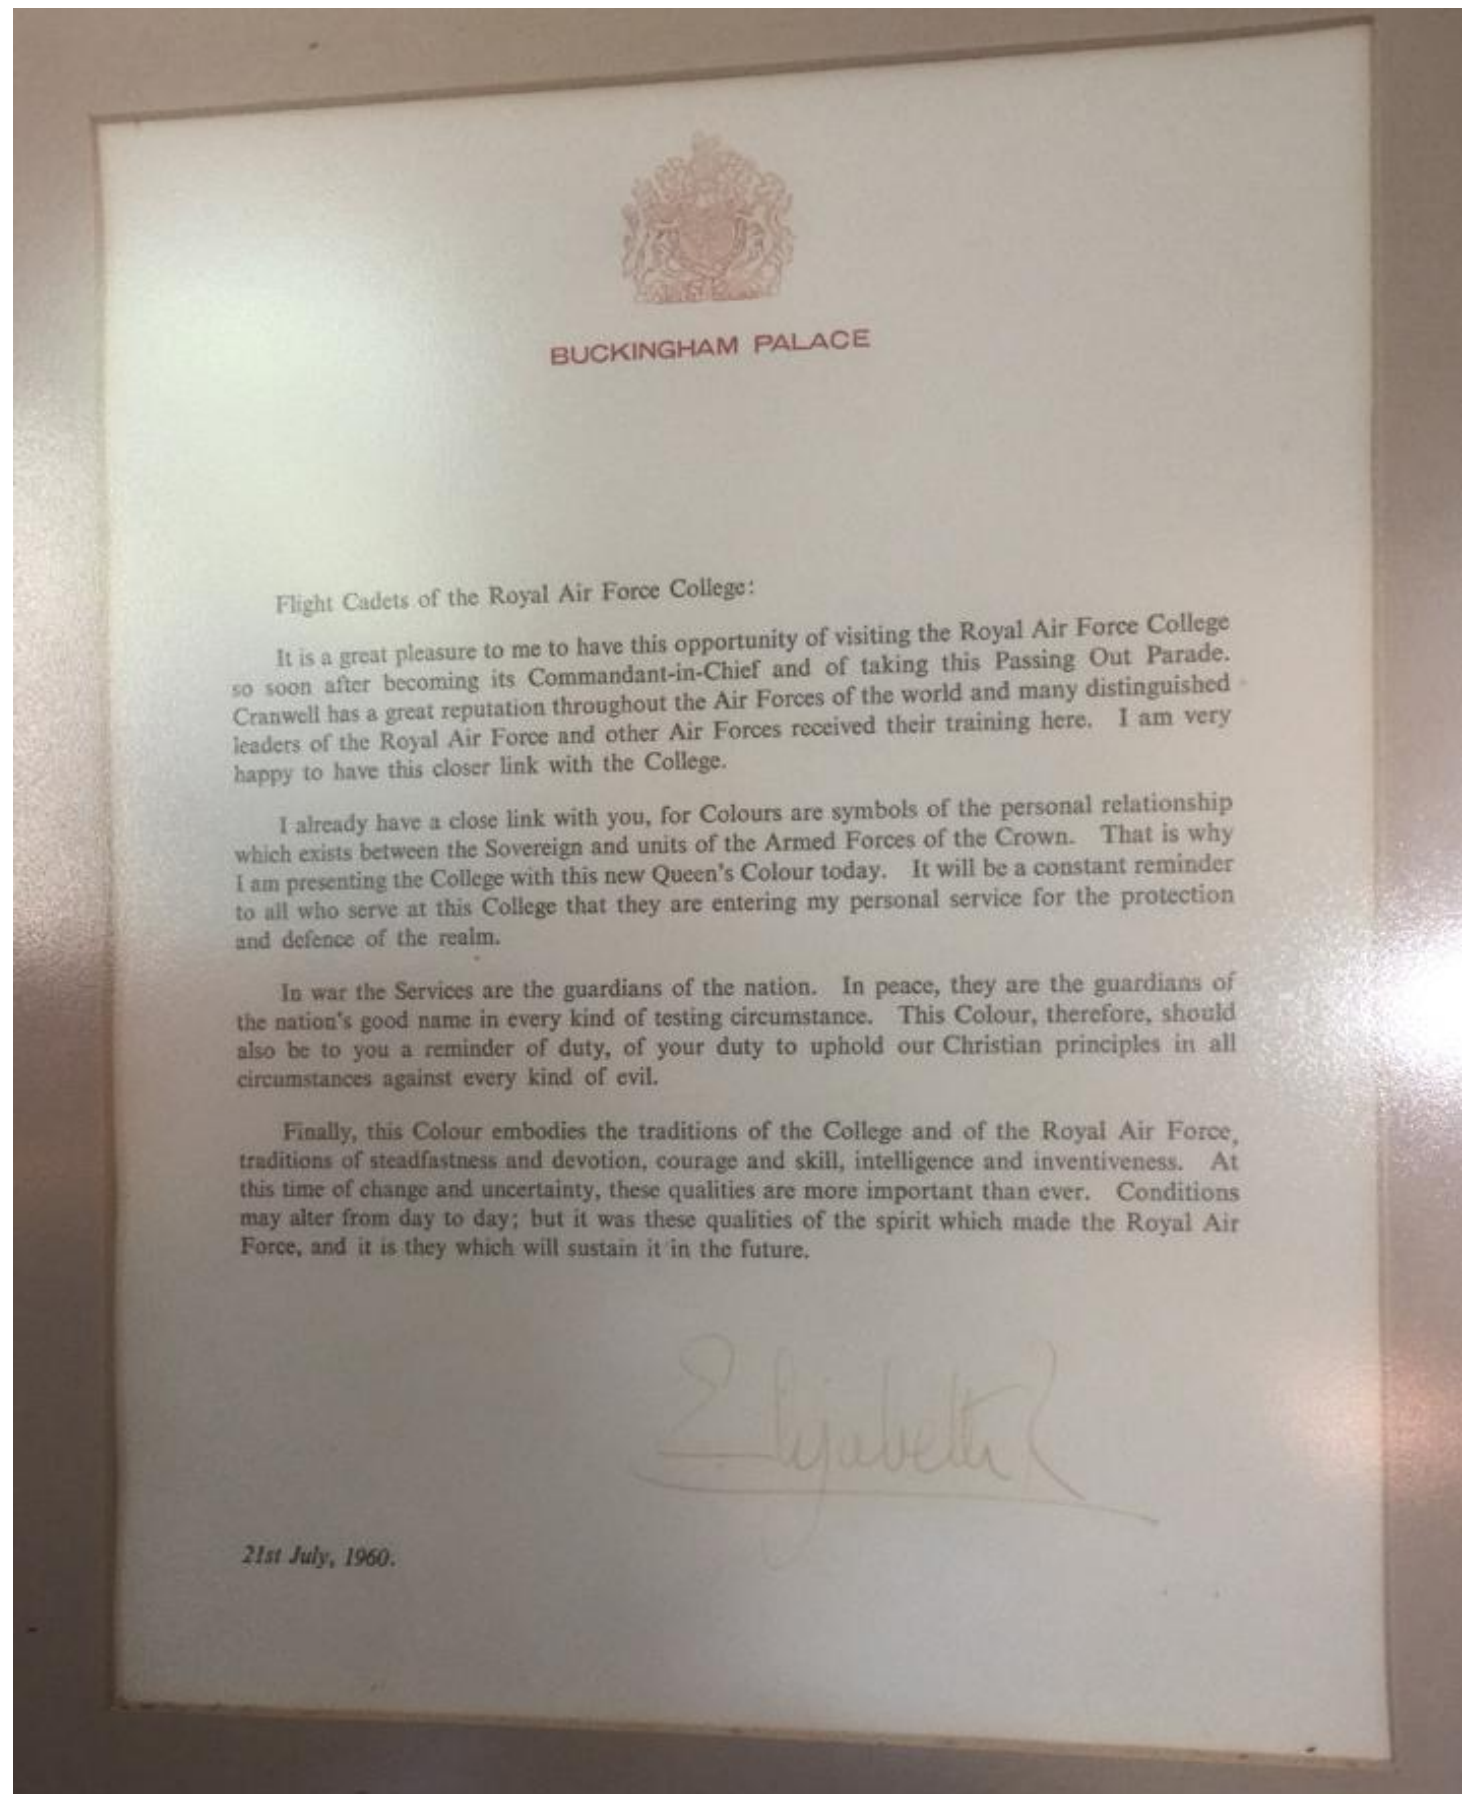 BUCKINGHAM PALACE
Flight Cadets of the Royal Air Force College:
It is a great pleasure to me to have this opportunity of visiting the Royal Air Force College
so soon after becoming its Commandant-in-Chief and of taking this Passing Out Parade.
Cranwell has a great reputation throughout the Air Forces of the world and many distinguished
leaders of the Royal Air Force and other Air Forces received their training here. I am very
happy to have this closer link with the College.
I already have a close link with you, for Colours are symbols of the personal relationship
which exists between the Sovereign and units of the Armed Forces of the Crown. That is why
I am presenting the College with this new Queen's Colour today. It will be a constant reminder
to all who serve at this College that they are entering my personal service for the protection
and defence of the realm.
In war the Services are the guardians of the nation. In peace, they are the guardians of
the nation's good name in every kind of testing circumstance. This Colour, therefore, should
also be to you a reminder of duty, of your duty to uphold our Christian principles in all
circumstances against every kind of evil.
Finally, this Colour embodies the traditions of the College and of the Royal Air Force,
traditions of steadfastness and devotion, courage and skill, intelligence and inventiveness. At
this time of change and uncertainty, these qualities are more important than ever. Conditions
may alter from day to day; but it was these qualities of the spirit which made the Royal Air
Force, and it is they which will sustain it in the future.
Elizabeth R
21st July, 1960.